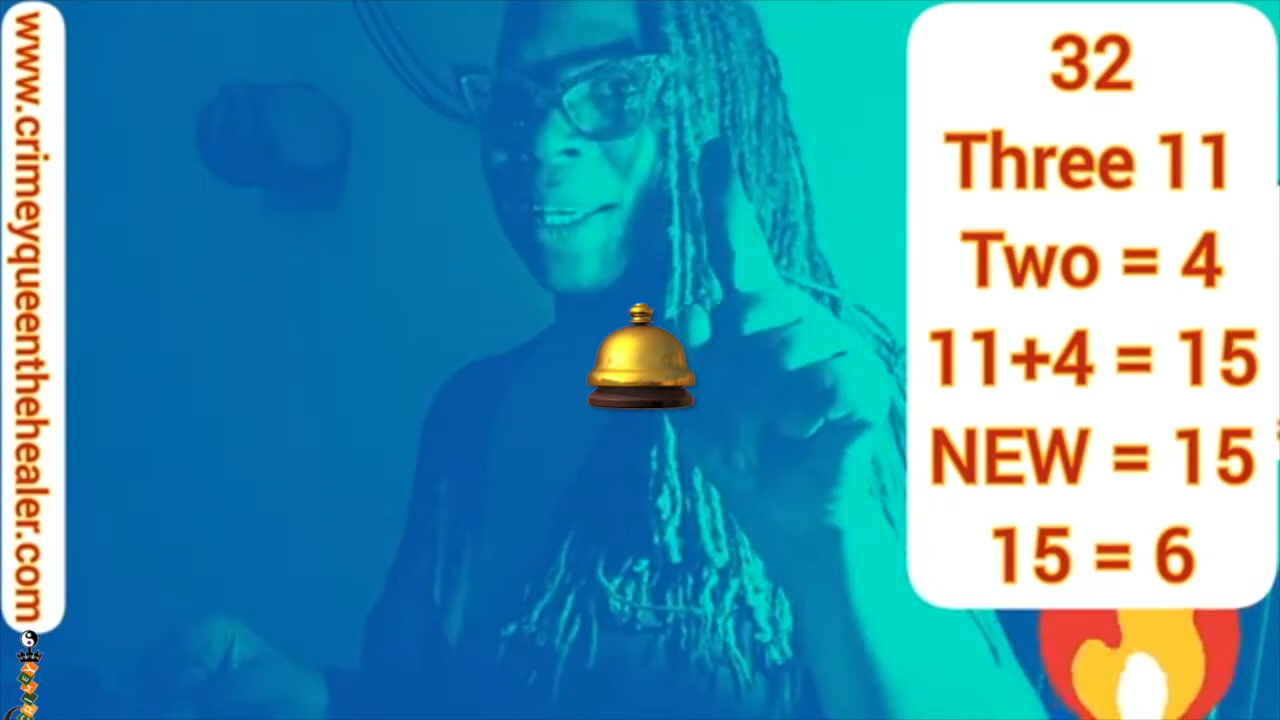 www.crimeyqueenthehealer.com
32
Three 11
Two = 4
11+4 = 15
NEW = 15
15 = 6